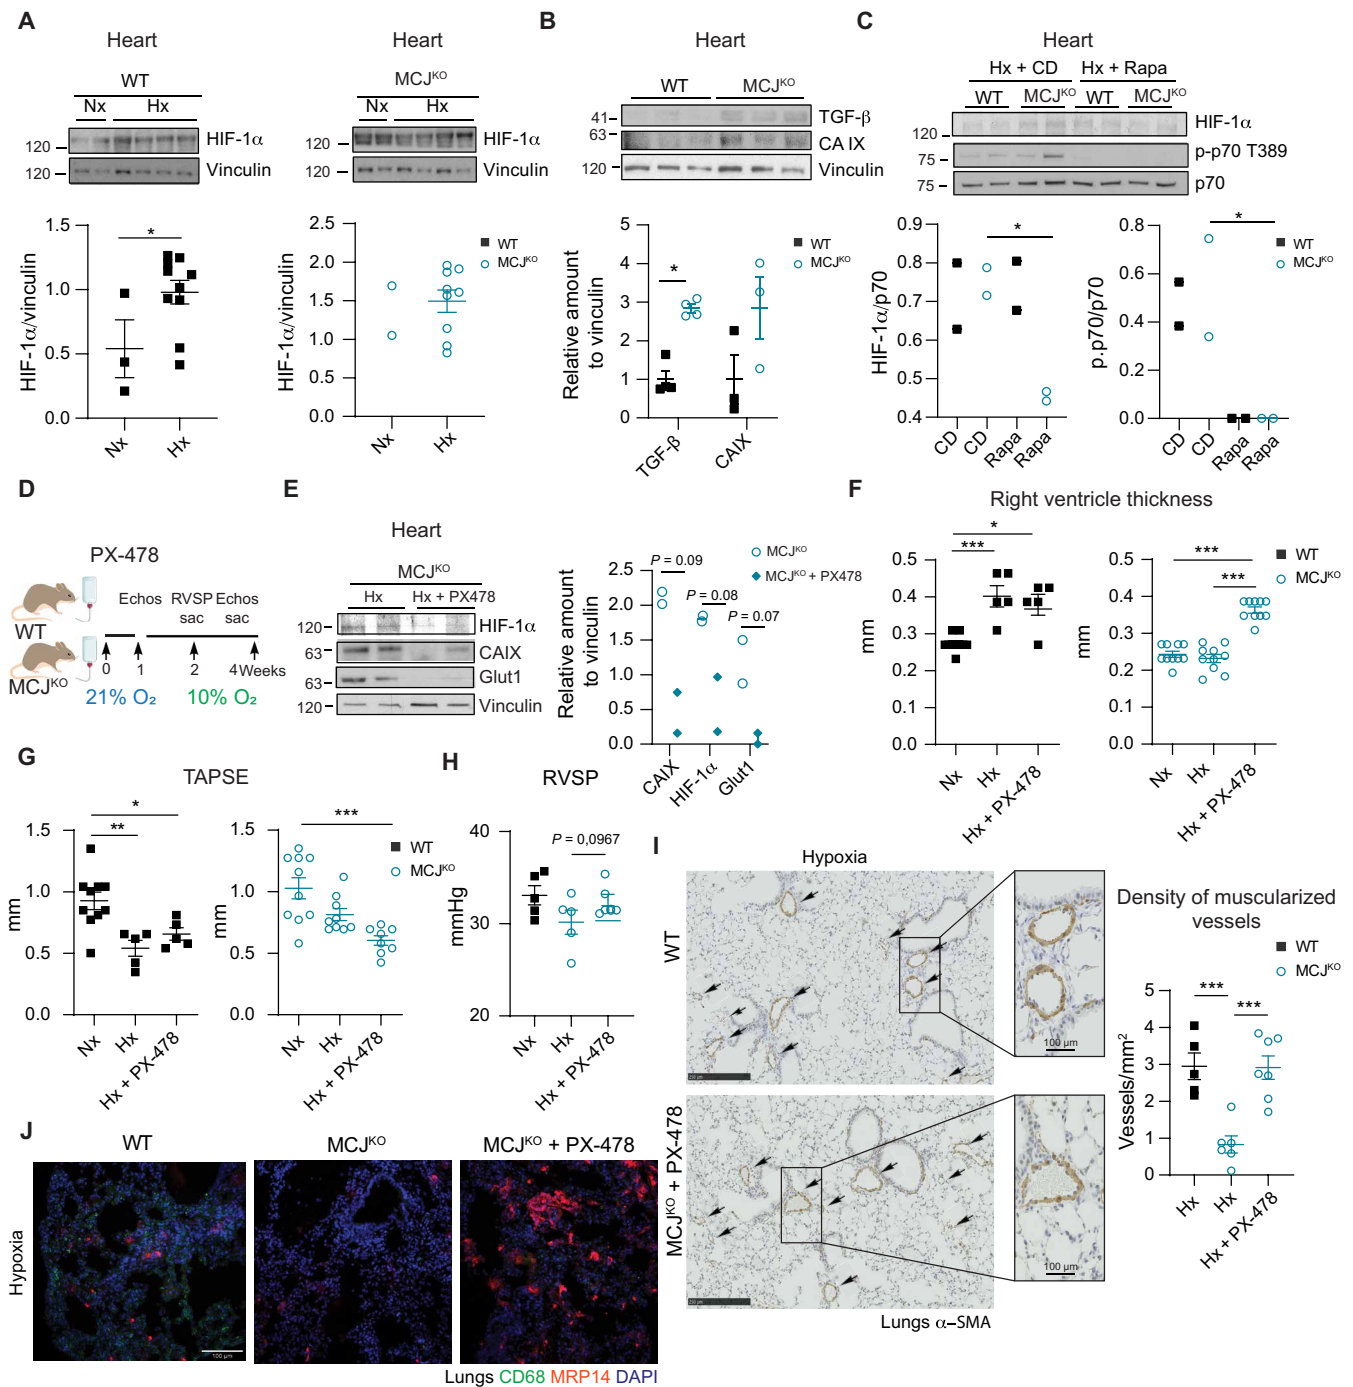 A
Heart
WT
Nx Hx
120 HIF-1α
120 Vinculin
HIF-1α/vinculin
1.5
1.0
0.5
0.0
*
Nx
Hx
Heart
MCJKO
Nx Hx
120 HIF-1α
120 Vinculin
HIF-1α/vinculin
2.5
2.0
1.5
1.0
0.5
0.0
WT
MCJKO
Nx
Hx
B
Heart
WT MCJKO
41 TGF-β
63 CA IX
120 Vinculin
Relative amount
to vinculin
5
4
3
2
1
0
*
WT
MCJKO
TGF-β
CAIX
C
Heart
Hx + CD Hx + Rapa
WT MCJKO WT MCJKO
120 HIF-1α
75 p-p70 T389
75 p70
HIF-1α/p70
0.9
0.8
0.7
0.6
0.5
0.4
*
CD
CD
Rapa
Rapa
p.p70/p70
0.8
0.6
0.4
0.2
0.0
*
WT
MCJKO
CD
CD
Rapa
Rapa
D
PX-478
WT
MCJKO
Echos RVSP Echos
sac sac
0 1 2 4 Weeks
21% O₂ 10% O₂
E
Heart
MCJKO
Hx Hx + PX478
120 HIF-1α
63 CAIX
63 Glut1
120 Vinculin
Relative amount
to vinculin
2.5
2.0
1.5
1.0
0.5
0.0
P = 0.09
P = 0.08
P = 0.07
MCJKO
MCJKO + PX478
CAIX
HIF-1α
Glut1
F
Right ventricle thickness
mm
0.5
0.4
0.3
0.2
0.1
0.0
*
***
Nx
Hx
Hx + PX-478
mm
0.5
0.4
0.3
0.2
0.1
0.0
***
***
WT
MCJKO
Nx
Hx
Hx + PX-478
G
TAPSE
mm
1.5
1.0
0.5
0.0
*
**
Nx
Hx
Hx + PX-478
mm
1.5
1.0
0.5
0.0
***
WT
MCJKO
Nx
Hx
Hx + PX-478
H
RVSP
mmHg
40
30
20
P = 0,0967
Nx
Hx
Hx + PX-478
I
Hypoxia
WT
100 µm
MCJKO + PX-478
100 µm
Lungs α-SMA
Density of muscularized
vessels
WT
MCJKO
Vessels/mm2
5
4
3
2
1
0
***
***
Hx
Hx
Hx + PX-478
J
WT MCJKO MCJKO + PX-478
Hypoxia
100 µm
Lungs CD68 MRP14 DAPI